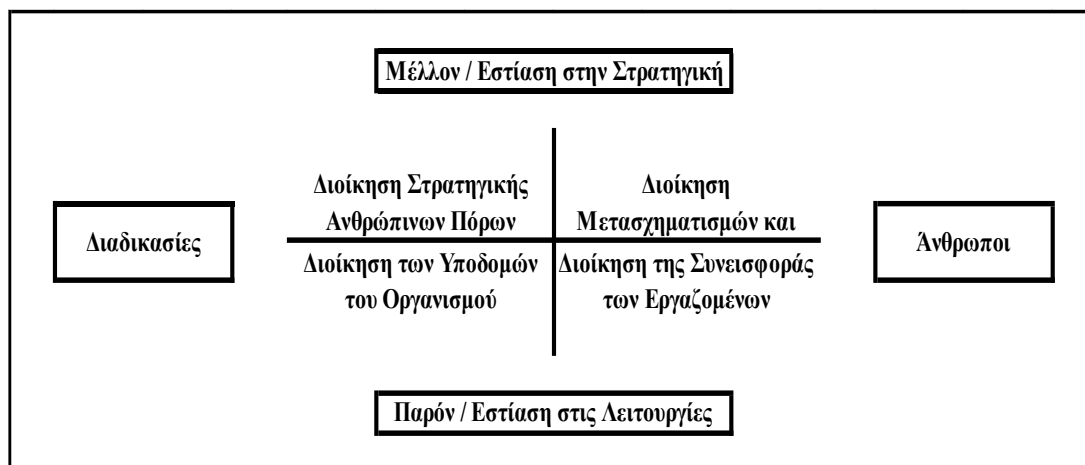 Μέλλον / Εστίαση στην Στρατηγική
Διοίκηση Στρατηγικής
Ανθρώπινων Πόρων
Διοίκηση
Μετασχηματισμών και
Διαδικασίες
Άνθρωποι
Διοίκηση των Υποδομών
του Οργανισμού
Διοίκηση της Συνεισφοράς
των Εργαζομένων
Παρόν / Εστίαση στις Λειτουργίες